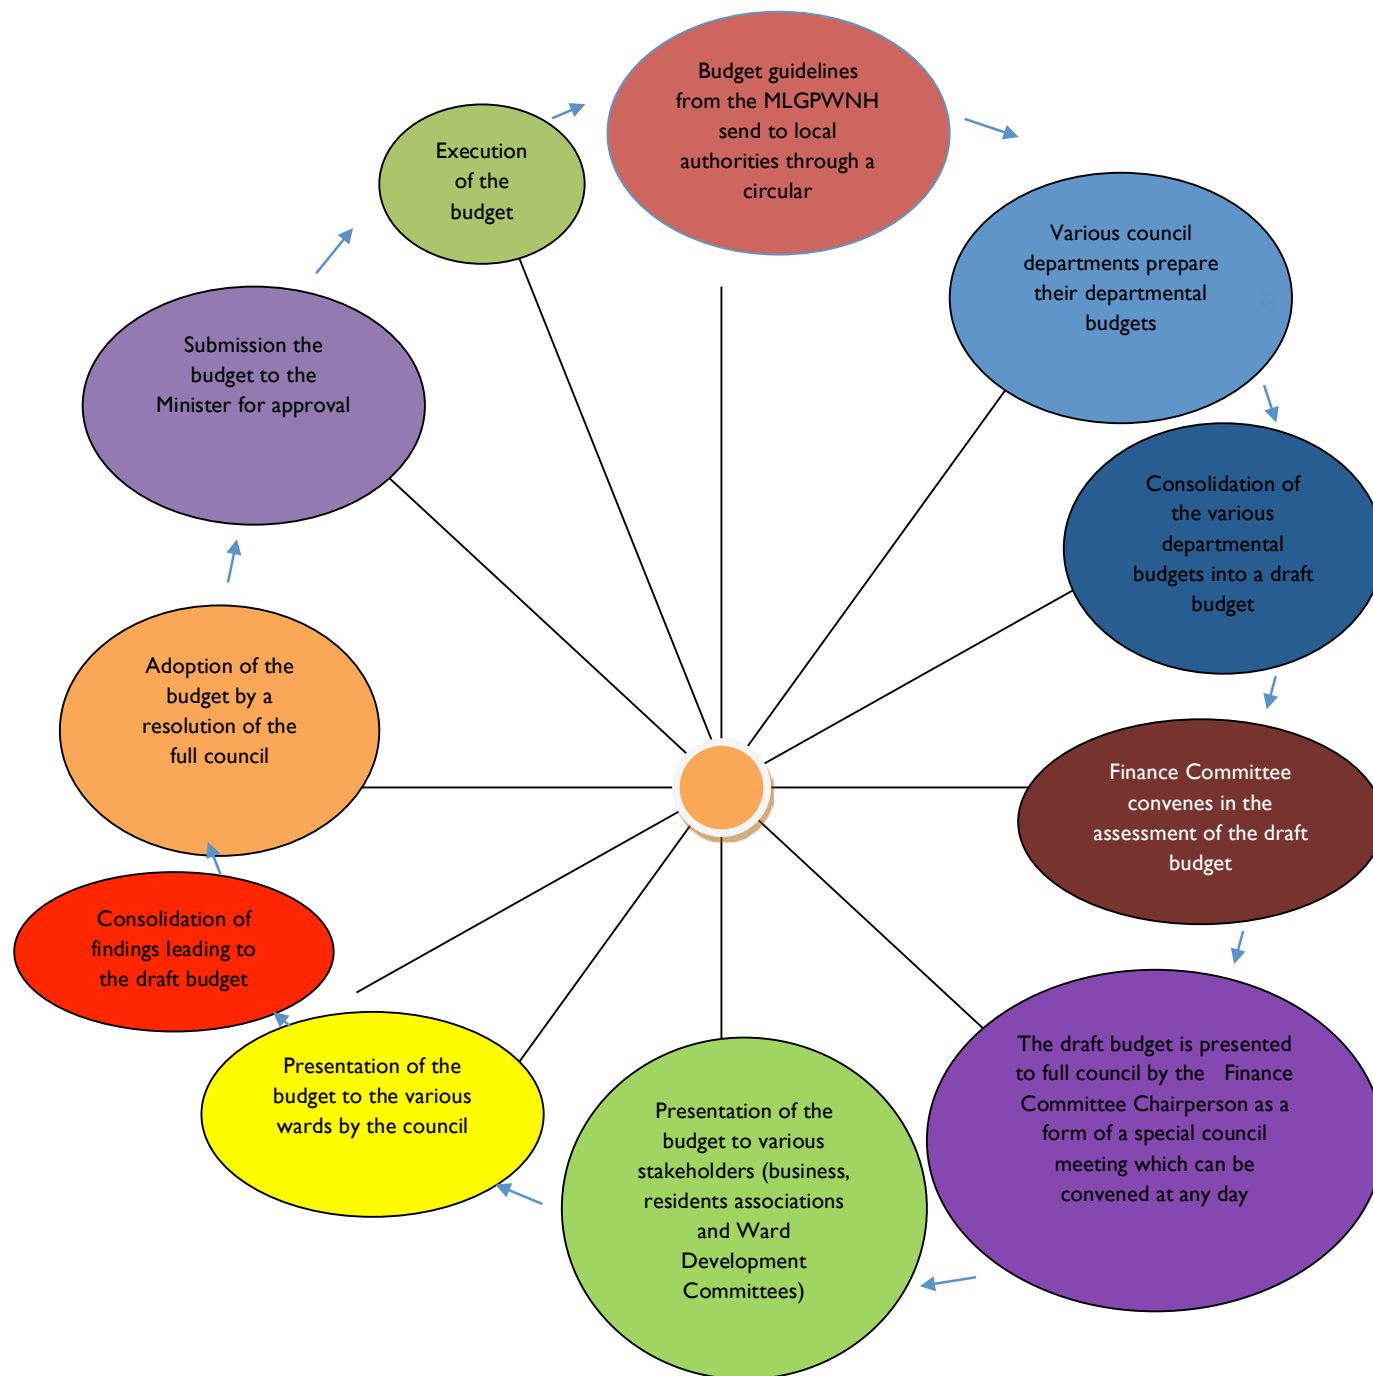 Budget guidelines
from the MLGPWNH
send to local
authorities through a
circular
Various council
departments prepare
their departmental
budgets
Consolidation of
the various
departmental
budgets into a draft
budget
Finance Committee
convenes in the
assessment of the draft
budget
The draft budget is presented
to full council by the Finance
Committee Chairperson as a
form of a special council
meeting which can be
convened at any day
Presentation of the
budget to various
stakeholders (business,
residents associations
and Ward
Development
Committees)
Presentation of the
budget to the various
wards by the council
Consolidation of
findings leading to
the draft budget
Adoption of the
budget by a
resolution of the
full council
Submission the
budget to the
Minister for approval
Execution
of the
budget